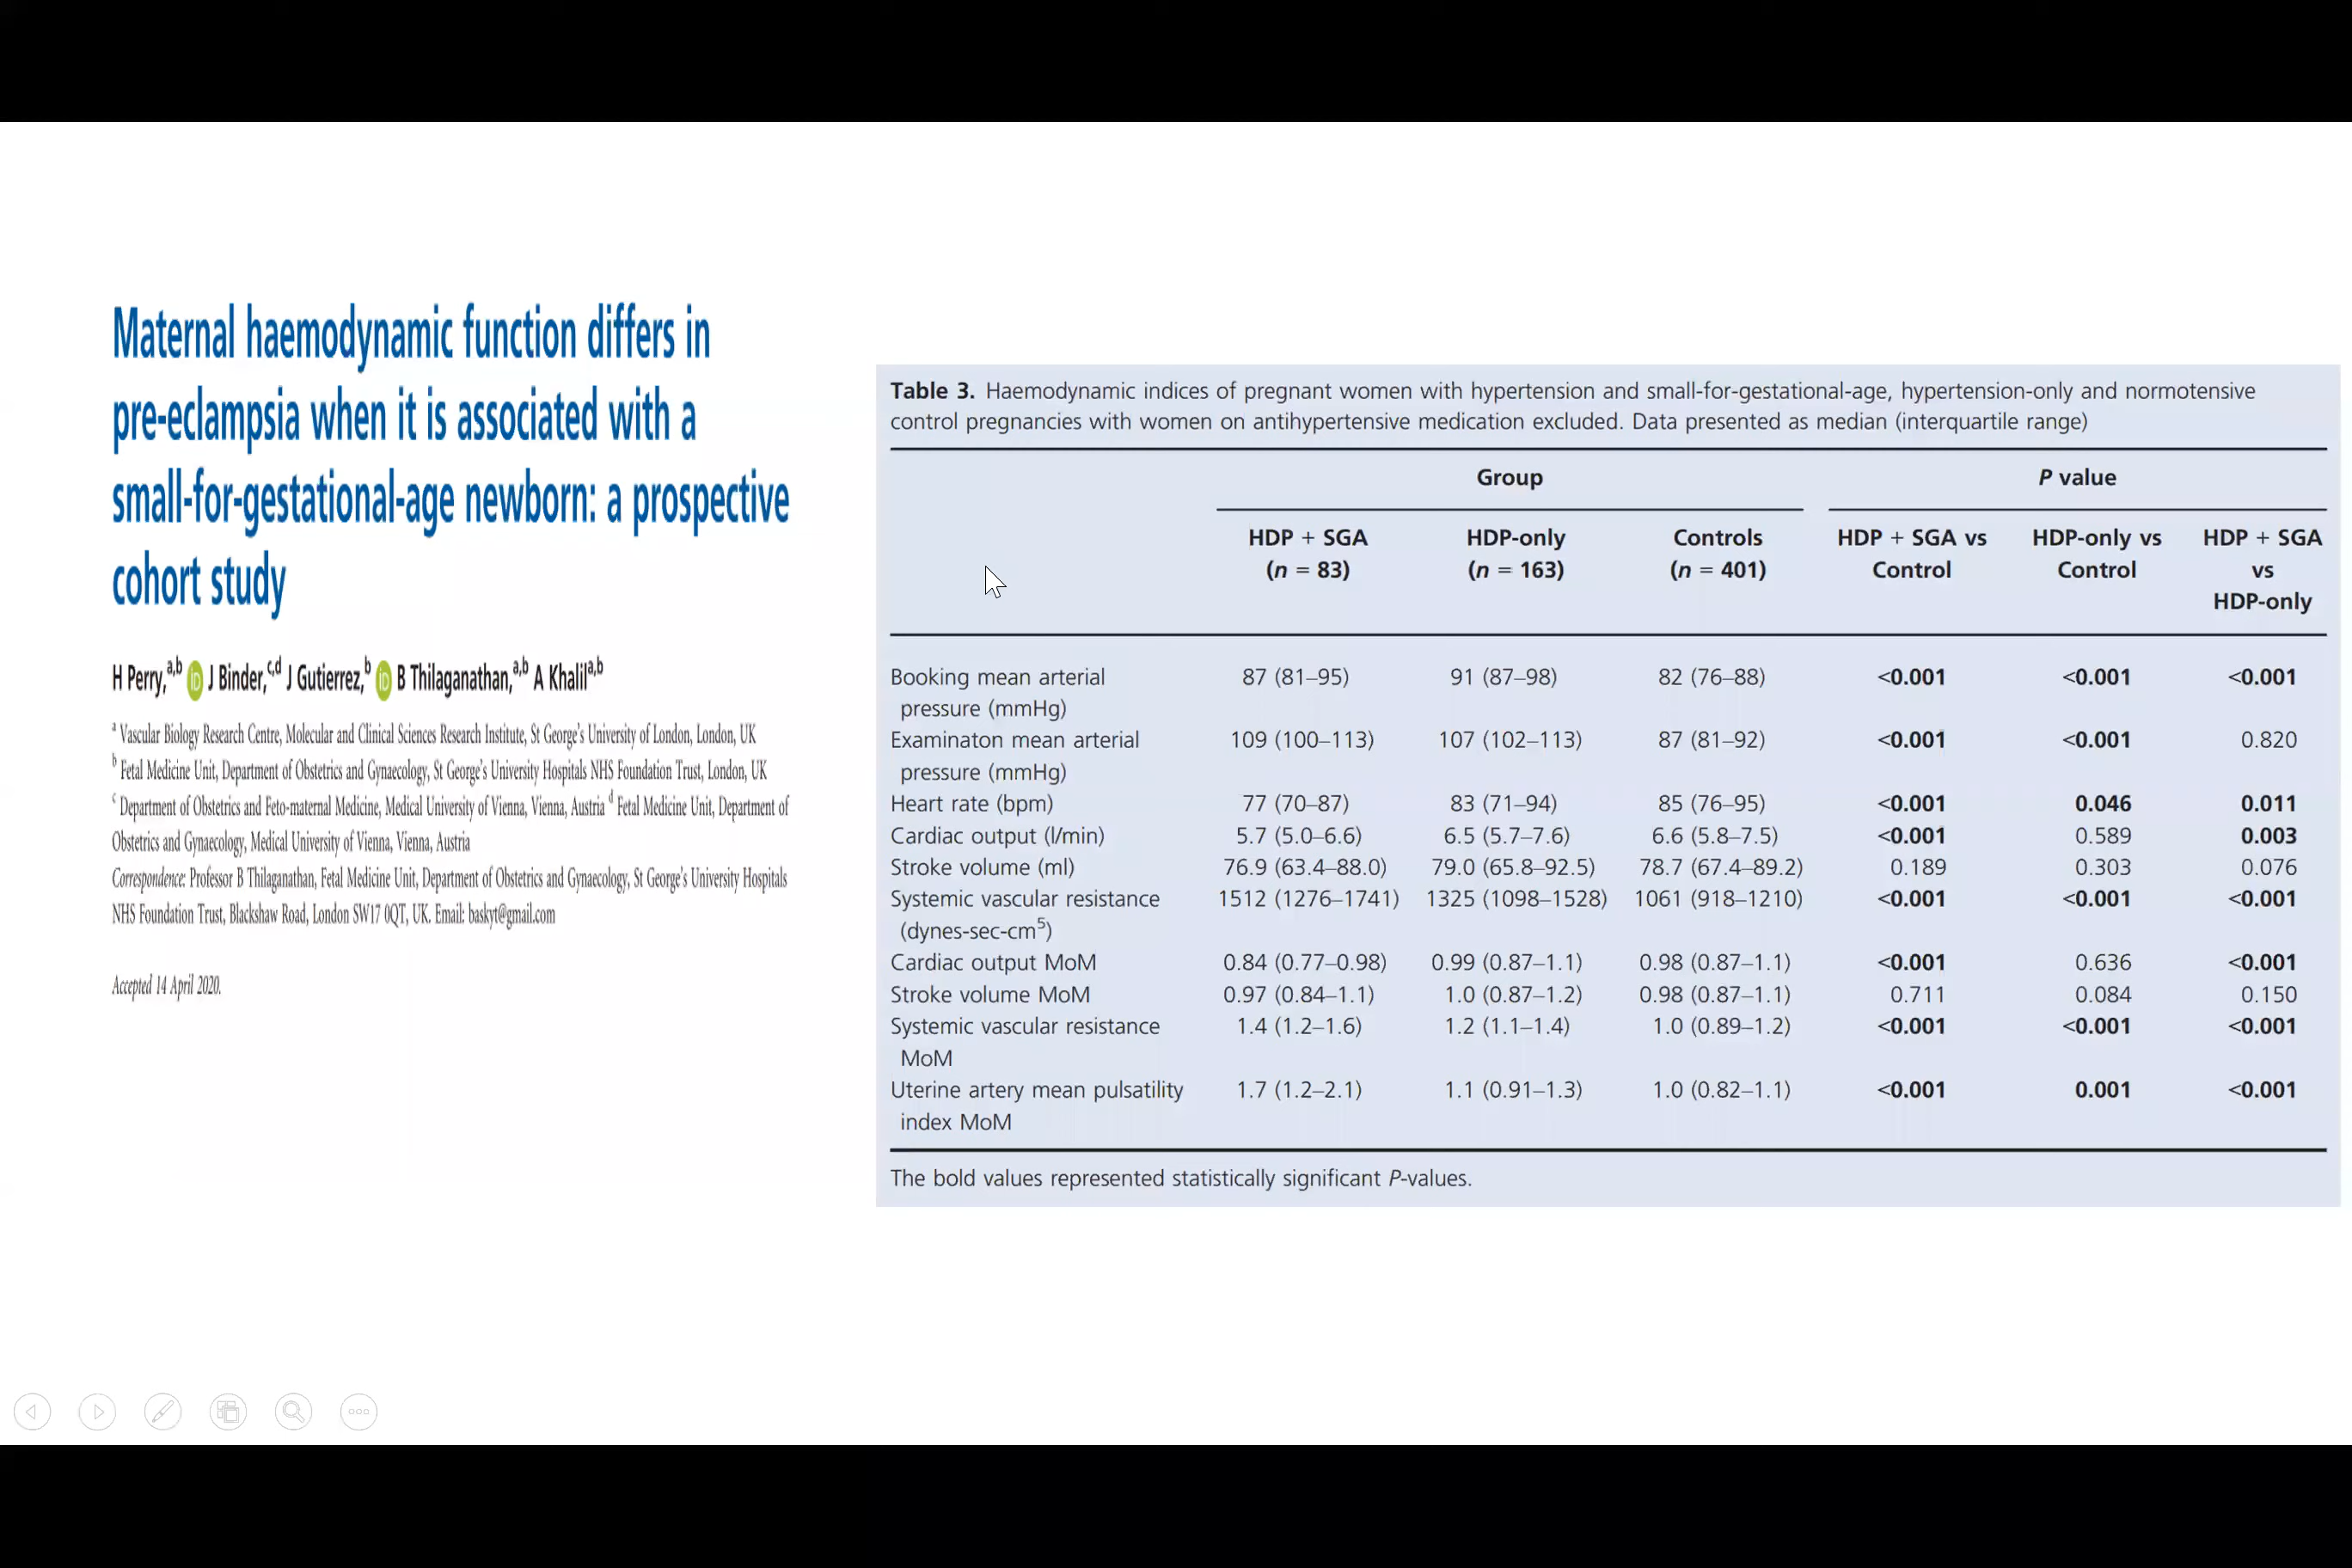 Maternal haemodynamic function differs in
pre-eclampsia when it is associated with a
small-for-gestational-age newborn: a prospective
cohort study
H Perry,a,b iD J Binder,c,d J Gutierrez,b iD B Thilaganathan,a,b A Khalila,b
a Vascular Biology Research Centre, Molecular and Clinical Sciences Research Institute, St George's University of London, London, UK
b Fetal Medicine Unit, Department of Obstetrics and Gynaecology, St George's University Hospitals NHS Foundation Trust, London, UK
c Department of Obstetrics and Feto-maternal Medicine, Medical University of Vienna, Vienna, Austria d Fetal Medicine Unit, Department of
Obstetrics and Gynaecology, Medical University of Vienna, Vienna, Austria
Correspondence: Professor B Thilaganathan, Fetal Medicine Unit, Department of Obstetrics and Gynaecology, St George's University Hospitals
NHS Foundation Trust, Blackshaw Road, London SW17 0QT, UK. Email: baskyt@gmail.com
Accepted 14 April 2020.
Table 3. Haemodynamic indices of pregnant women with hypertension and small-for-gestational-age, hypertension-only and normotensive
control pregnancies with women on antihypertensive medication excluded. Data presented as median (interquartile range)
Group P value
HDP + SGA HDP-only Controls HDP + SGA vs HDP-only vs HDP + SGA
(n = 83) (n = 163) (n = 401) Control Control vs
HDP-only
Booking mean arterial 87 (81–95) 91 (87–98) 82 (76–88) <0.001 <0.001 <0.001
pressure (mmHg)
Examinaton mean arterial 109 (100–113) 107 (102–113) 87 (81–92) <0.001 <0.001 0.820
pressure (mmHg)
Heart rate (bpm) 77 (70–87) 83 (71–94) 85 (76–95) <0.001 0.046 0.011
Cardiac output (l/min) 5.7 (5.0–6.6) 6.5 (5.7–7.6) 6.6 (5.8–7.5) <0.001 0.589 0.003
Stroke volume (ml) 76.9 (63.4–88.0) 79.0 (65.8–92.5) 78.7 (67.4–89.2) 0.189 0.303 0.076
Systemic vascular resistance 1512 (1276–1741) 1325 (1098–1528) 1061 (918–1210) <0.001 <0.001 <0.001
(dynes-sec-cm5)
Cardiac output MoM 0.84 (0.77–0.98) 0.99 (0.87–1.1) 0.98 (0.87–1.1) <0.001 0.636 <0.001
Stroke volume MoM 0.97 (0.84–1.1) 1.0 (0.87–1.2) 0.98 (0.87–1.1) 0.711 0.084 0.150
Systemic vascular resistance 1.4 (1.2–1.6) 1.2 (1.1–1.4) 1.0 (0.89–1.2) <0.001 <0.001 <0.001
MoM
Uterine artery mean pulsatility 1.7 (1.2–2.1) 1.1 (0.91–1.3) 1.0 (0.82–1.1) <0.001 0.001 <0.001
index MoM
The bold values represented statistically significant P-values.